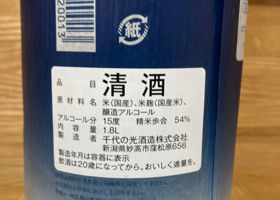 20013
紙
品目 清酒
原材料名 米(国産)、米麹(国産米)、
醸造アルコール
アルコール分 15度 精米歩合 54%
内容量 1.8L
製造者 千代の光酒造株式会社
新潟県妙高市窪松原656
製造年月は容器に表示
飲酒は20歳になってから。おいしく適量を。